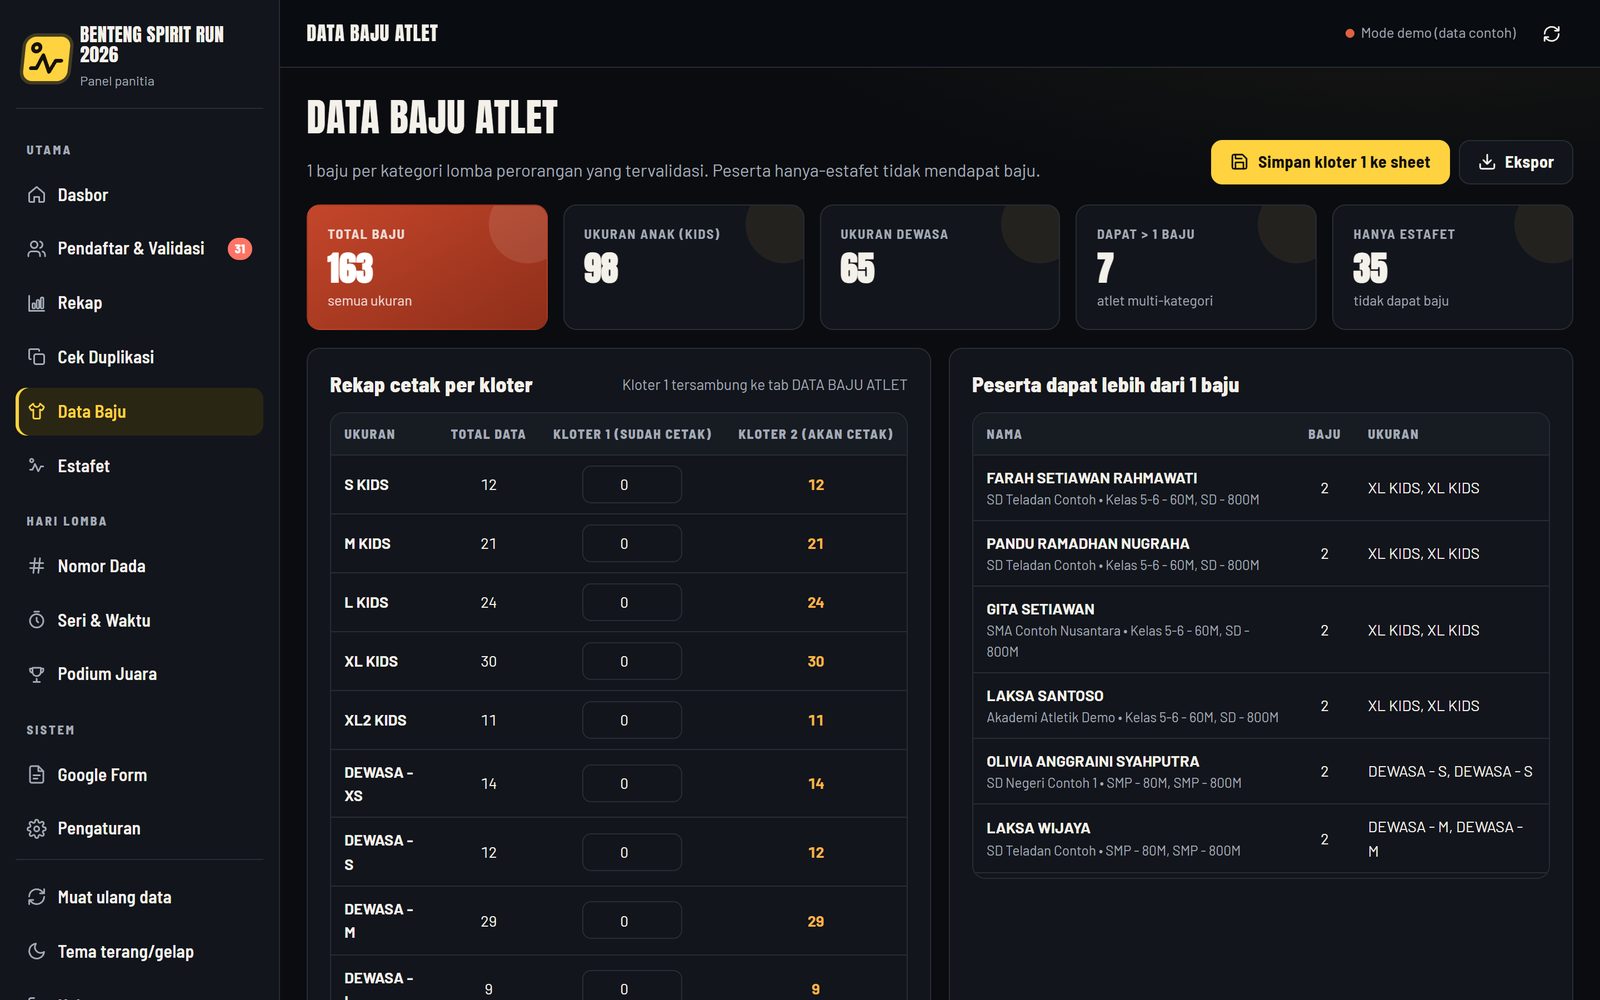 BENTENG SPIRIT RUN
2026
Panel panitia
UTAMA
Dasbor
Pendaftar & Validasi 31
Rekap
Cek Duplikasi
Data Baju
Estafet
HARI LOMBA
Nomor Dada
Seri & Waktu
Podium Juara
SISTEM
Google Form
Pengaturan
Muat ulang data
Tema terang/gelap
DATA BAJU ATLET
Mode demo (data contoh)
DATA BAJU ATLET
1 baju per kategori lomba perorangan yang tervalidasi. Peserta hanya-estafet tidak mendapat baju.
Simpan kloter 1 ke sheet
Ekspor
TOTAL BAJU
163
semua ukuran
UKURAN ANAK (KIDS)
98
UKURAN DEWASA
65
DAPAT > 1 BAJU
7
atlet multi-kategori
HANYA ESTAFET
35
tidak dapat baju
Rekap cetak per kloter
Kloter 1 tersambung ke tab DATA BAJU ATLET
UKURAN TOTAL DATA KLOTER 1 (SUDAH CETAK) KLOTER 2 (AKAN CETAK)
S KIDS 12 0 12
M KIDS 21 0 21
L KIDS 24 0 24
XL KIDS 30 0 30
XL2 KIDS 11 0 11
DEWASA -
XS 14 0 14
DEWASA -
S 12 0 12
DEWASA -
M 29 0 29
DEWASA -
9 0 9
Peserta dapat lebih dari 1 baju
NAMA BAJU UKURAN
FARAH SETIAWAN RAHMAWATI
SD Teladan Contoh • Kelas 5-6 - 60M, SD - 800M
2 XL KIDS, XL KIDS
PANDU RAMADHAN NUGRAHA
SD Teladan Contoh • Kelas 5-6 - 60M, SD - 800M
2 XL KIDS, XL KIDS
GITA SETIAWAN
SMA Contoh Nusantara • Kelas 5-6 - 60M, SD -
800M
2 XL KIDS, XL KIDS
LAKSA SANTOSO
Akademi Atletik Demo • Kelas 5-6 - 60M, SD - 800M
2 XL KIDS, XL KIDS
OLIVIA ANGGRAINI SYAHPUTRA
SD Negeri Contoh 1 • SMP - 80M, SMP - 800M
2 DEWASA - S, DEWASA - S
LAKSA WIJAYA
SD Teladan Contoh • SMP - 80M, SMP - 800M
2 DEWASA - M, DEWASA -
M